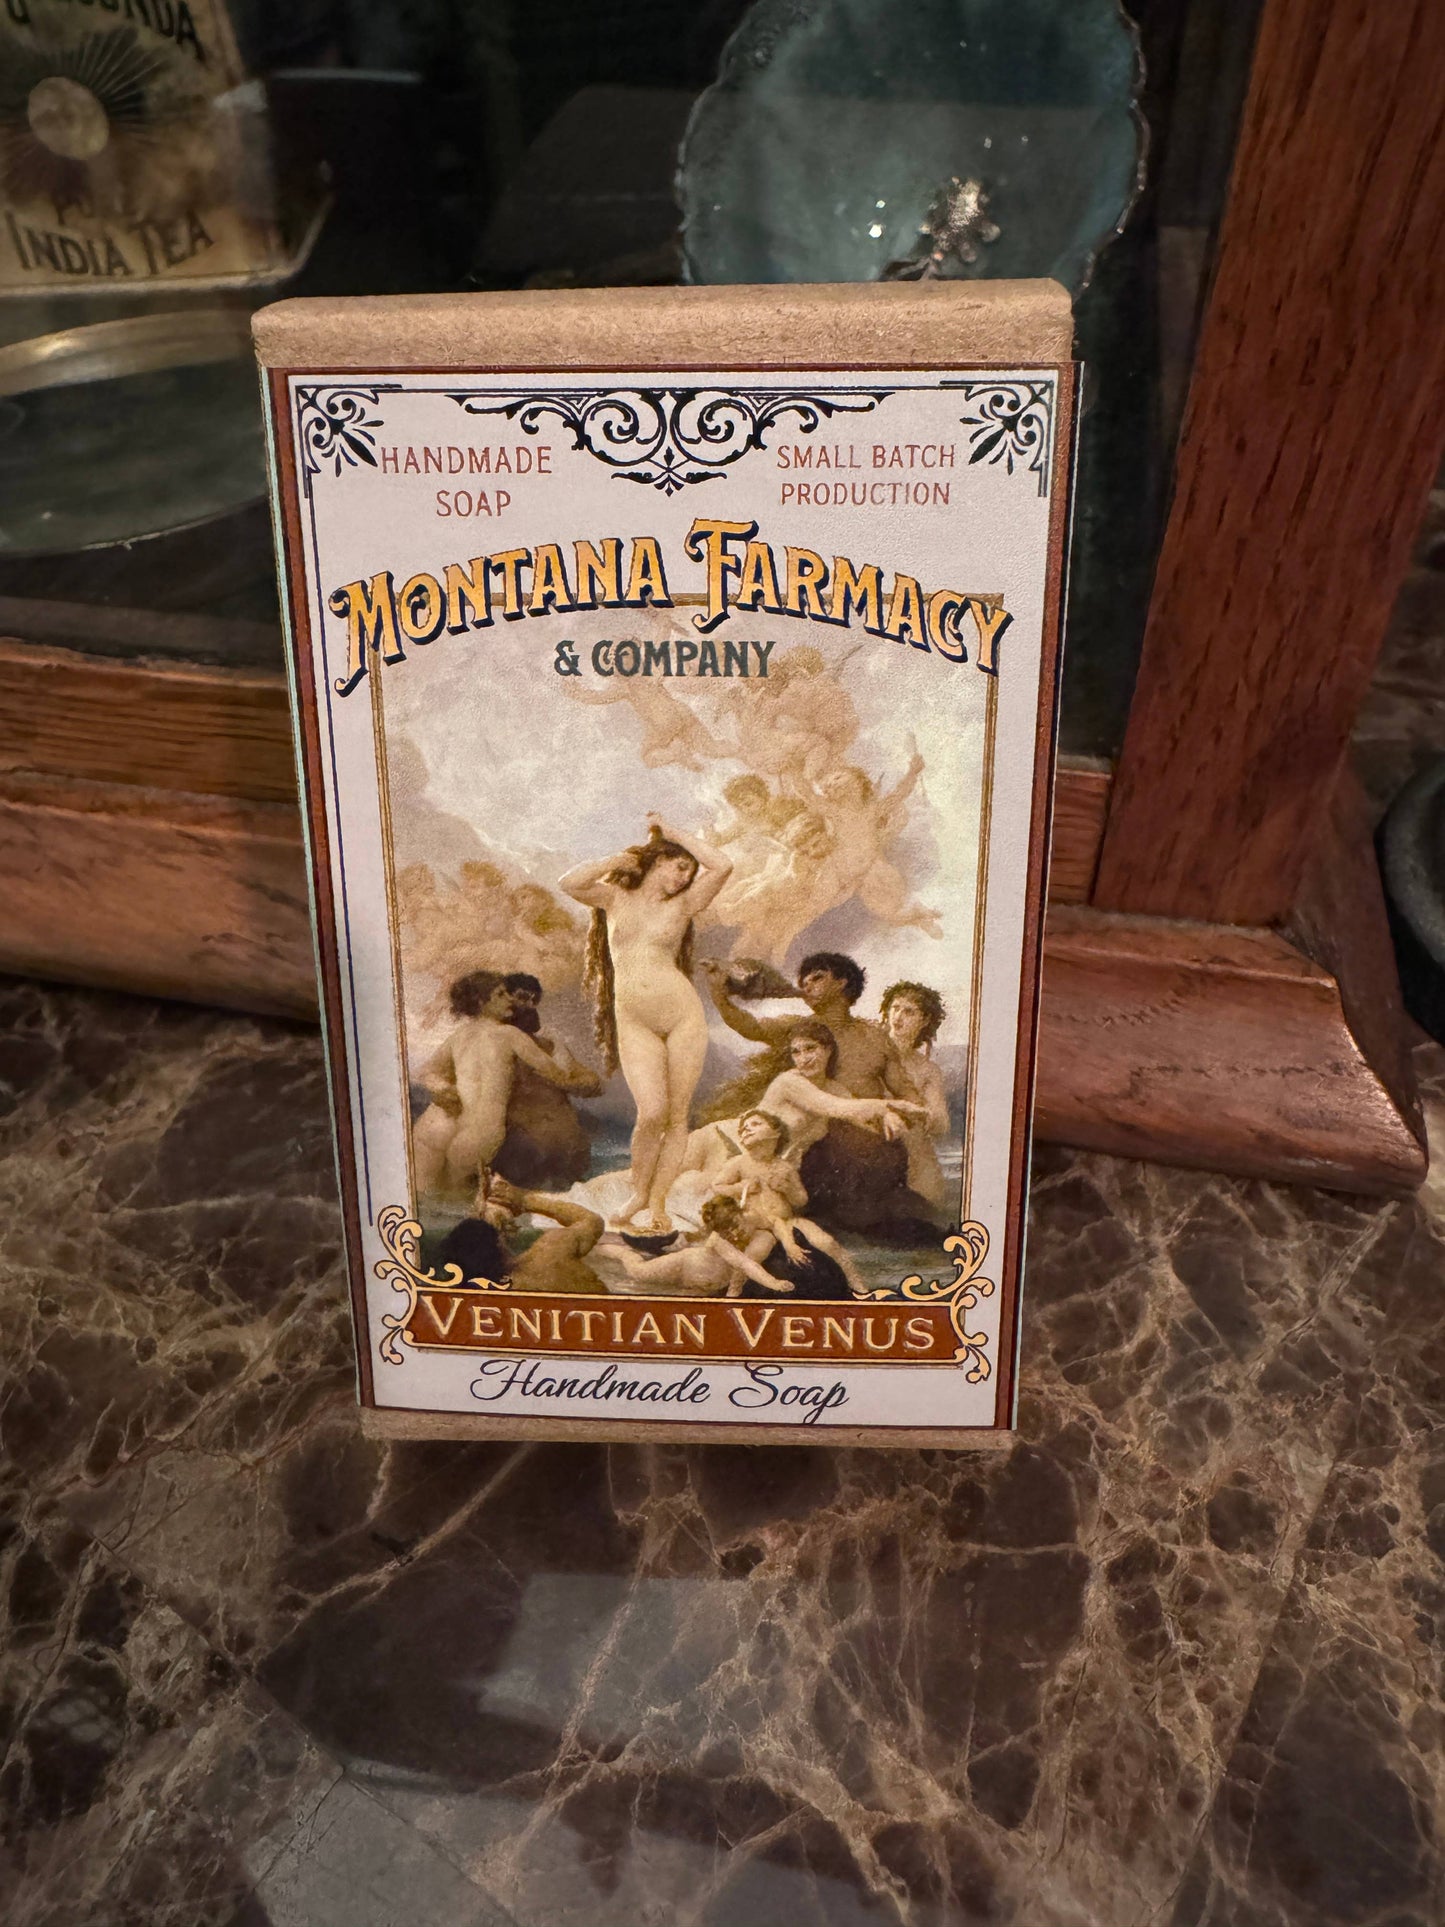 INDIA TEA
HANDMADE
SOAP
SMALL BATCH
PRODUCTION
MONTANA FARMACY
& COMPANY
VENITIAN VENUS
Handmade Soap